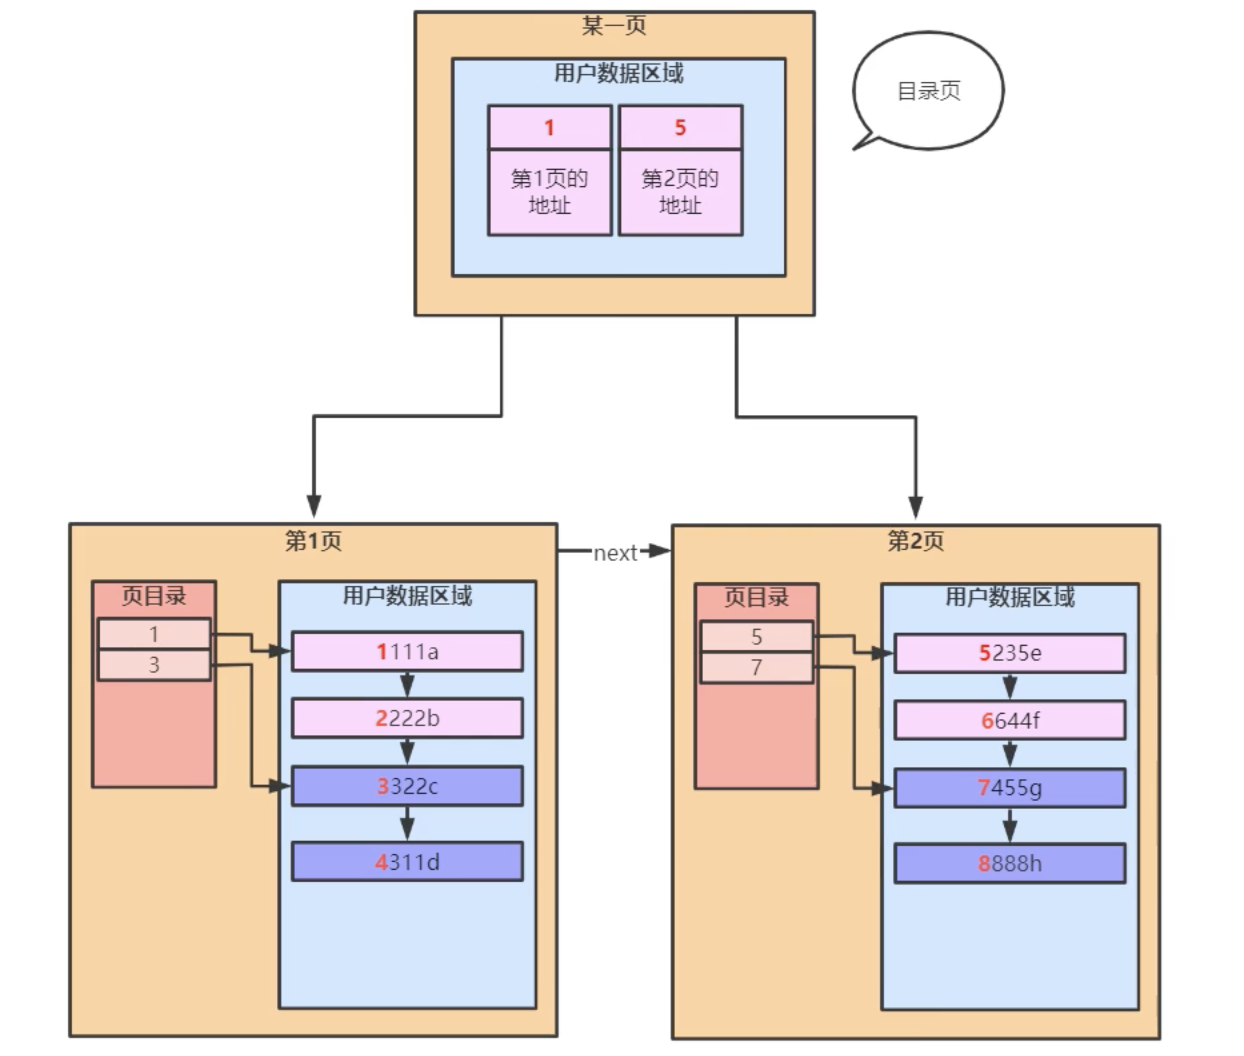 某一页
用户数据区域
1
5
第1页的
地址
第2页的
地址
目录页
第1页
页目录
1
3
用户数据区域
1111a
2222b
3322c
4311d
next
第2页
页目录
5
7
用户数据区域
5235e
6644f
7455g
8888h